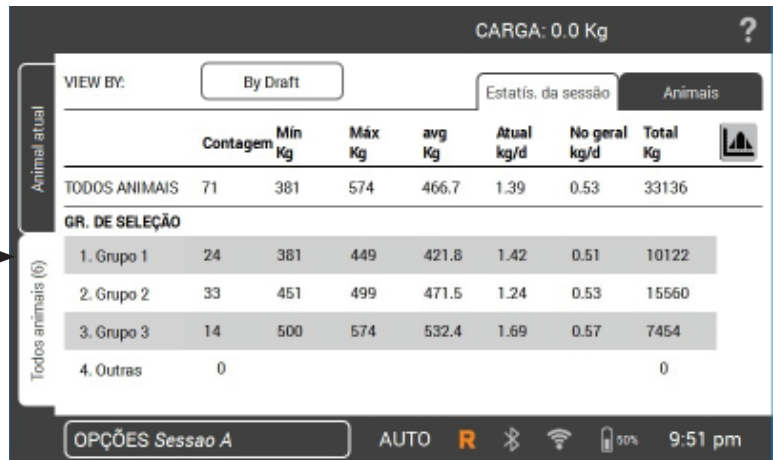 CARGA: 0.0 Kg ?
Animal atual
Todos animais (6)
VIEW BY: By Draft Estatís. da sessão Animais
Contagem Mín Kg Máx Kg avg Kg Atual kg/d No geral kg/d Total Kg
TODOS ANIMAIS 71 381 574 466.7 1.39 0.53 33136
GR. DE SELEÇÃO
1. Grupo 1 24 381 449 421.8 1.42 0.51 10122
2. Grupo 2 33 451 499 471.5 1.24 0.53 15560
3. Grupo 3 14 500 574 532.4 1.69 0.57 7454
4. Outras 0 0
OPÇÕES Sessao A AUTO R 50% 9:51 pm